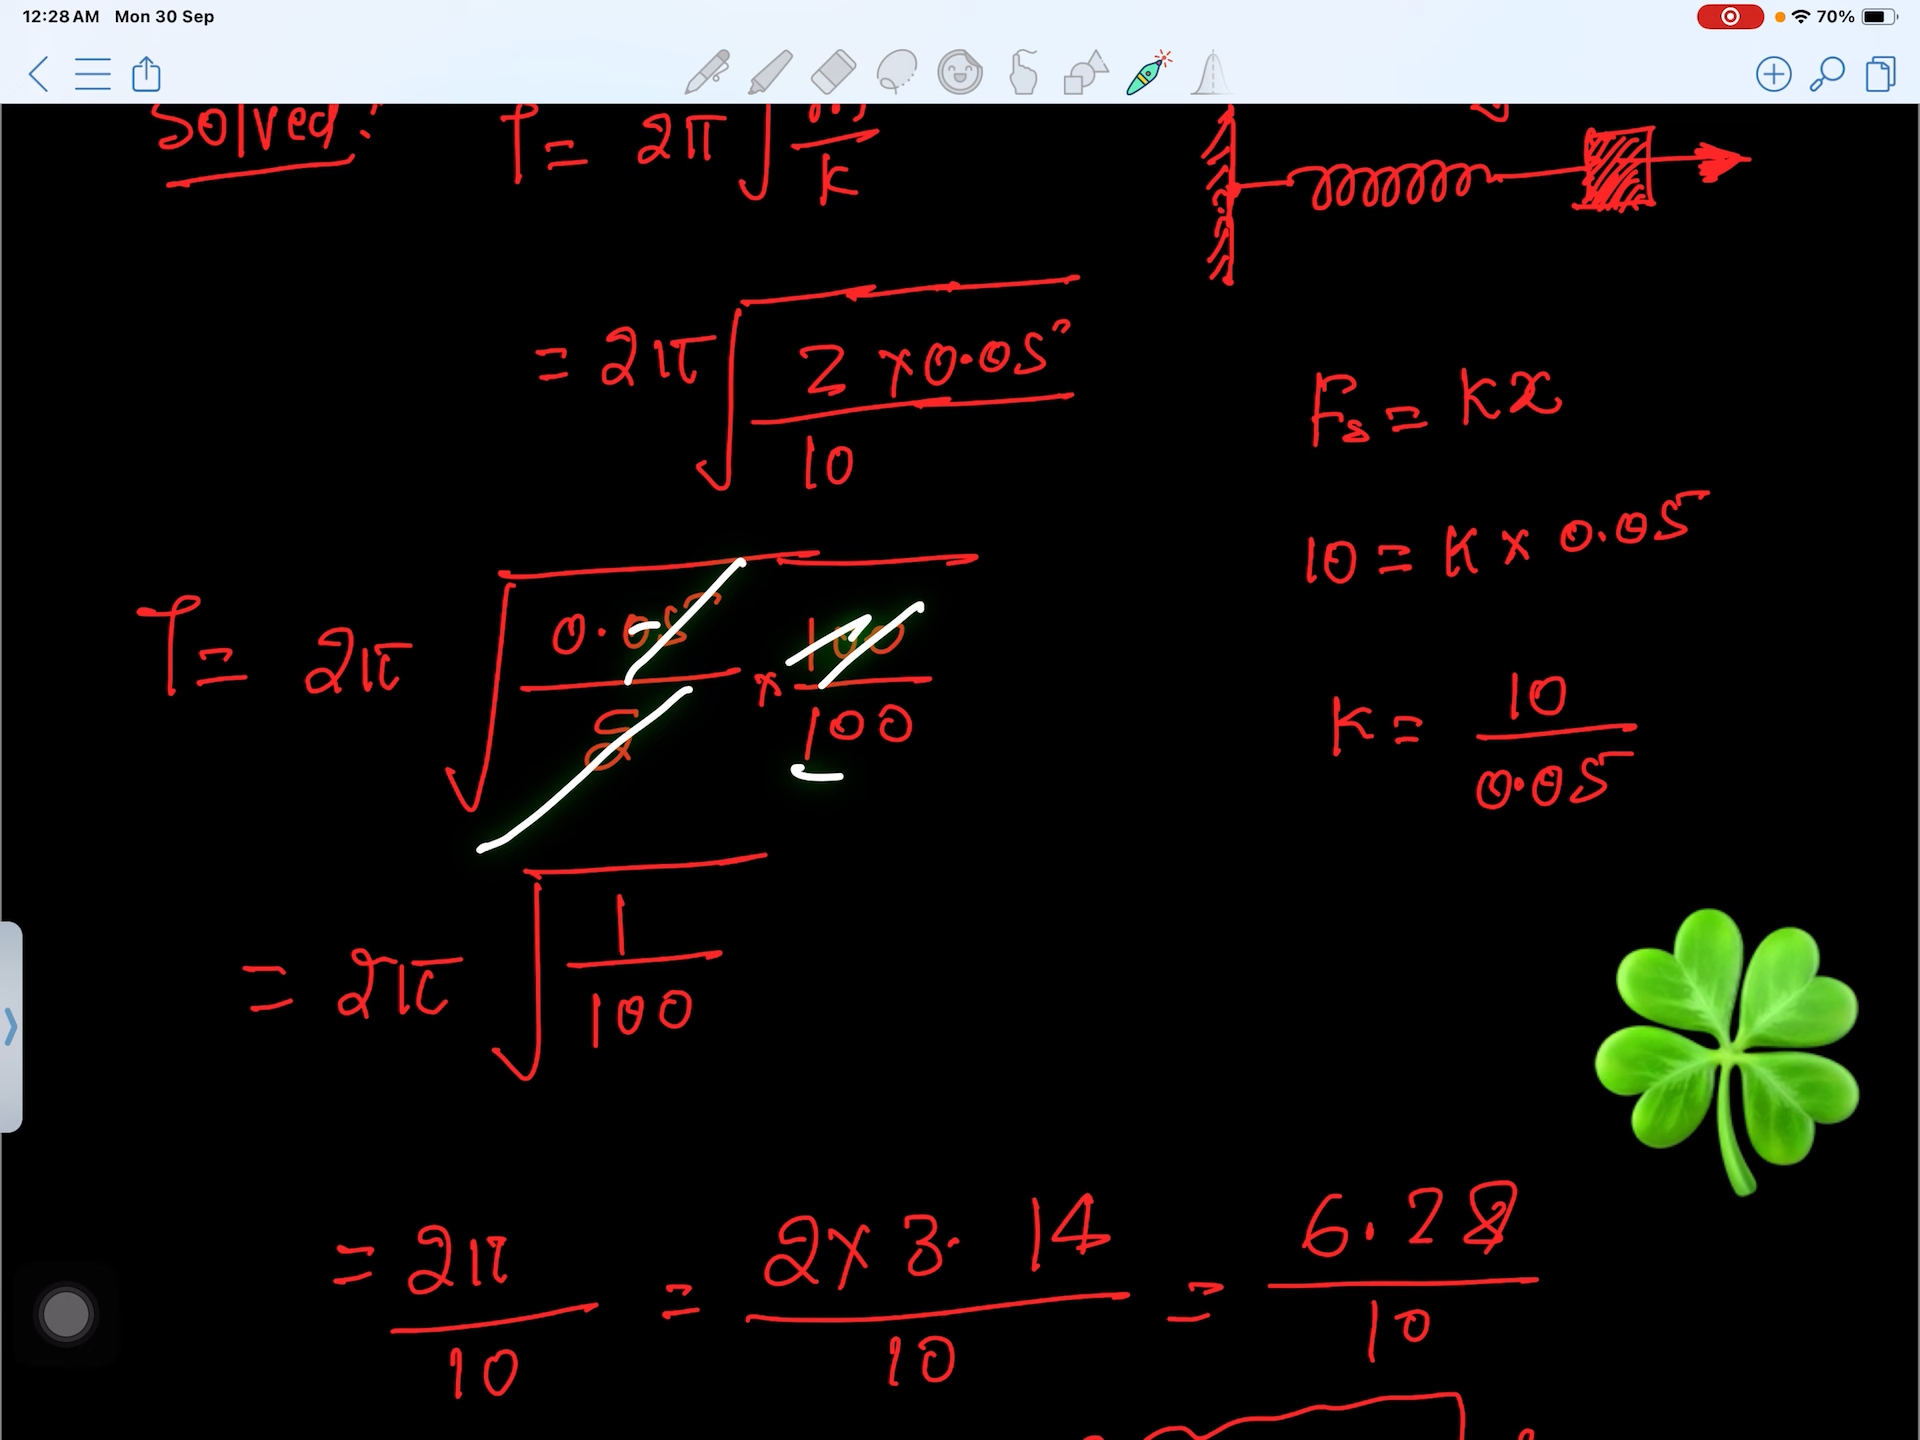 12:28 AM Mon 30 Sep
70%
Solved:
T = 2π √(m/k)
= 2π √(2 × 0.05 / 10)
Fs = kx
10 = k × 0.05
T = 2π √(0.05/5 × 100/100)
k = 10/0.05
= 2π √(1/100)
= 2π/10 = 2 × 3.14/10 = 6.28/10